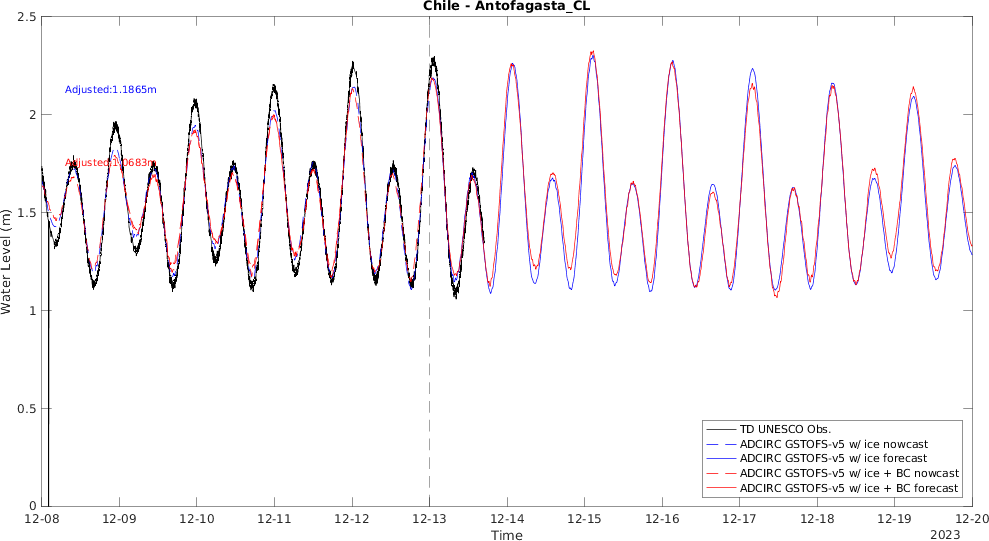 Chile - Antofagasta_CL
2.5
2
1.5
1
0.5
0
Water Level (m)
Adjusted:1.1865m
Adjusted:1.0683m
TD UNESCO Obs.
ADCIRC GSTOFS-v5 w/ ice nowcast
ADCIRC GSTOFS-v5 w/ ice forecast
ADCIRC GSTOFS-v5 w/ ice + BC nowcast
ADCIRC GSTOFS-v5 w/ ice + BC forecast
12-08 12-09 12-10 12-11 12-12 12-13 12-14 12-15 12-16 12-17 12-18 12-19 12-20
Time
2023